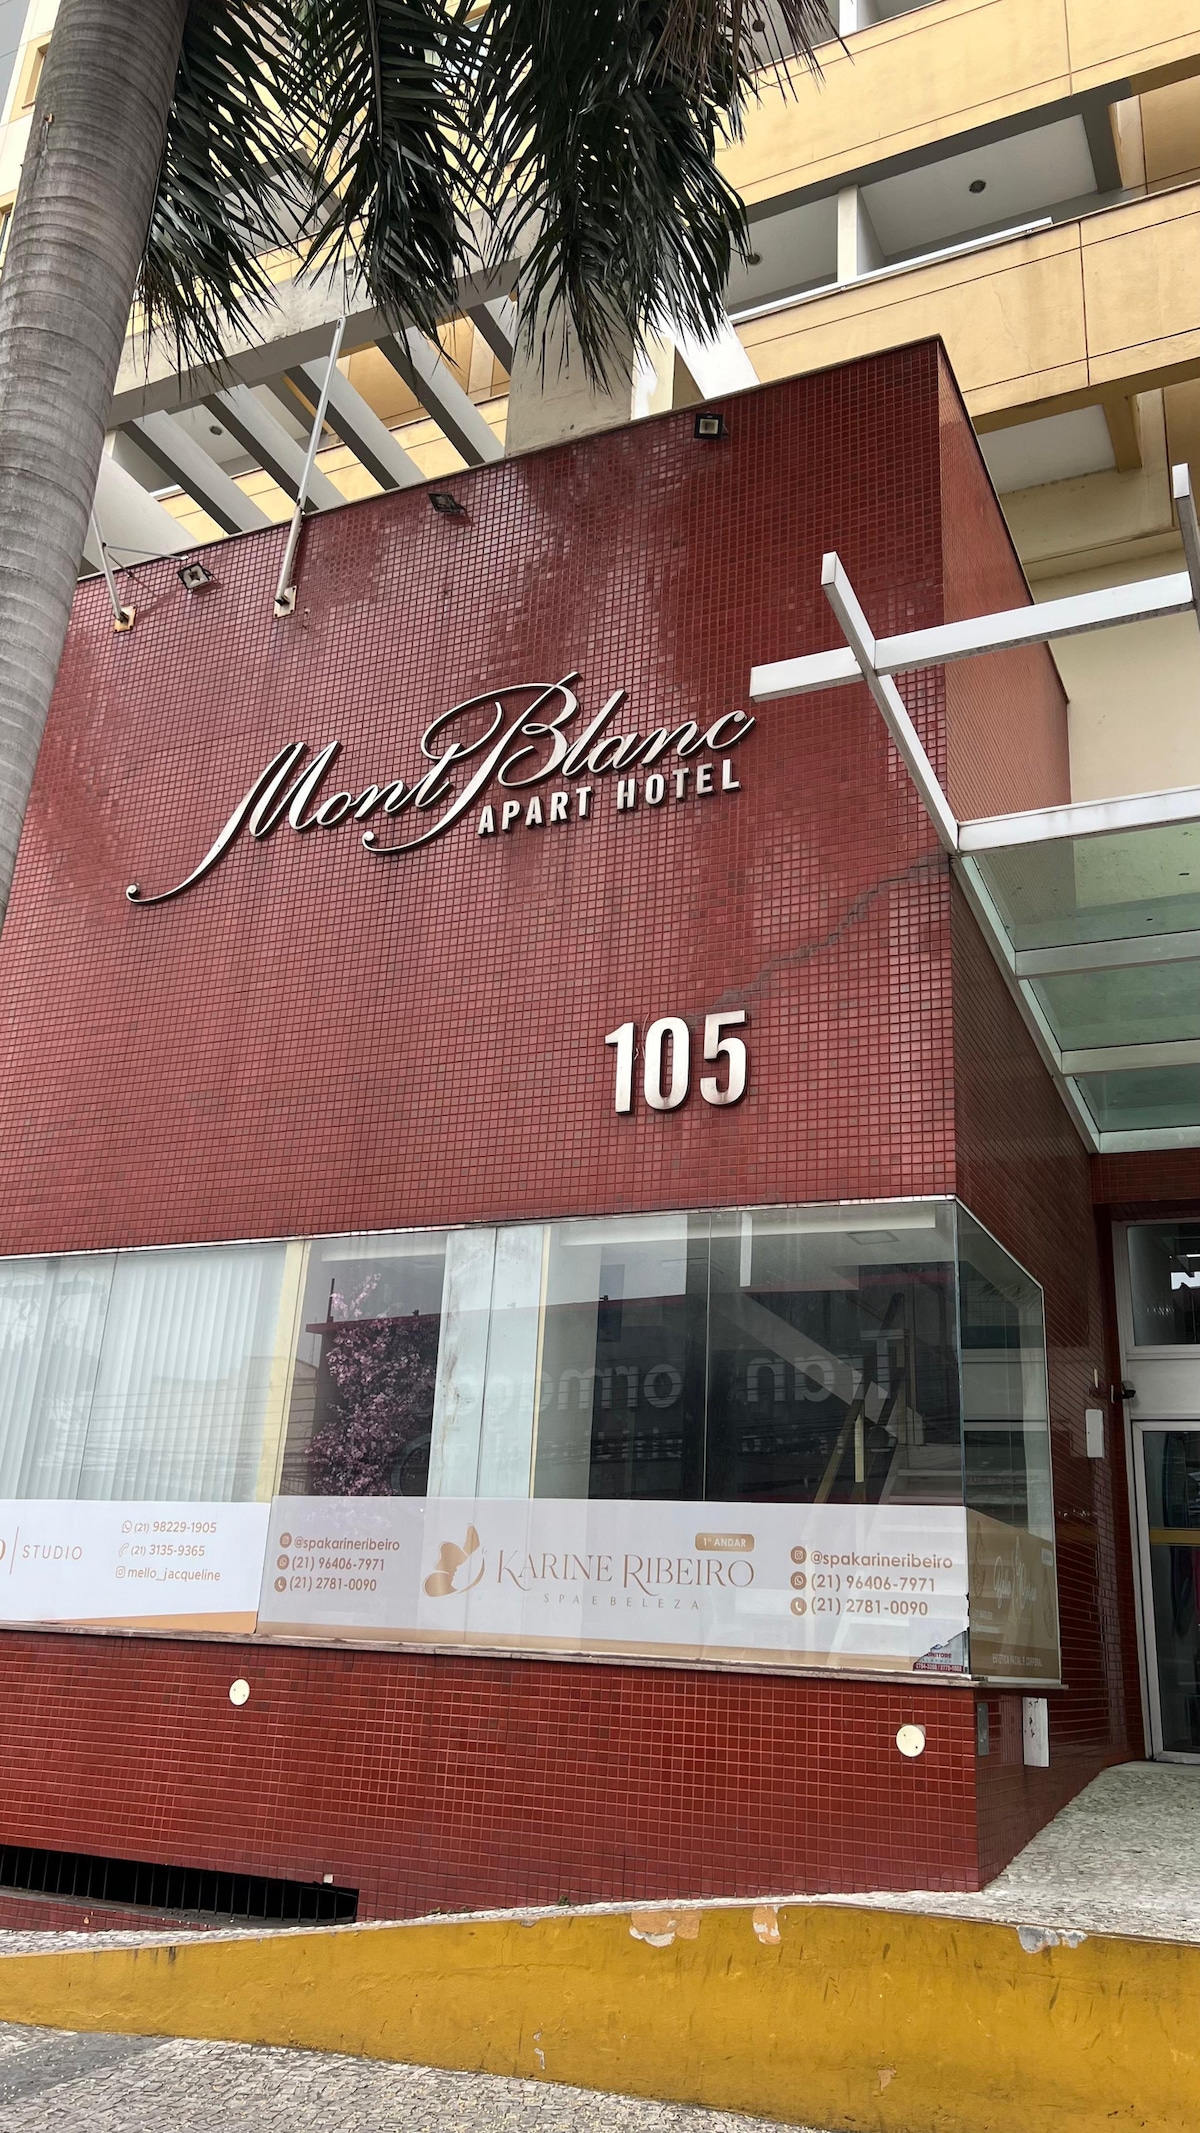 Mont Blanc
APART HOTEL
105
STUDIO
(21) 98229-1905
(21) 3135-9365
mello_jacqueline
@spakarineribeiro
(21) 96406-7971
(21) 2781-0090
1º ANDAR
KARINE RIBEIRO
SPA E BELEZA
@spakarineribeiro
(21) 96406-7971
(21) 2781-0090